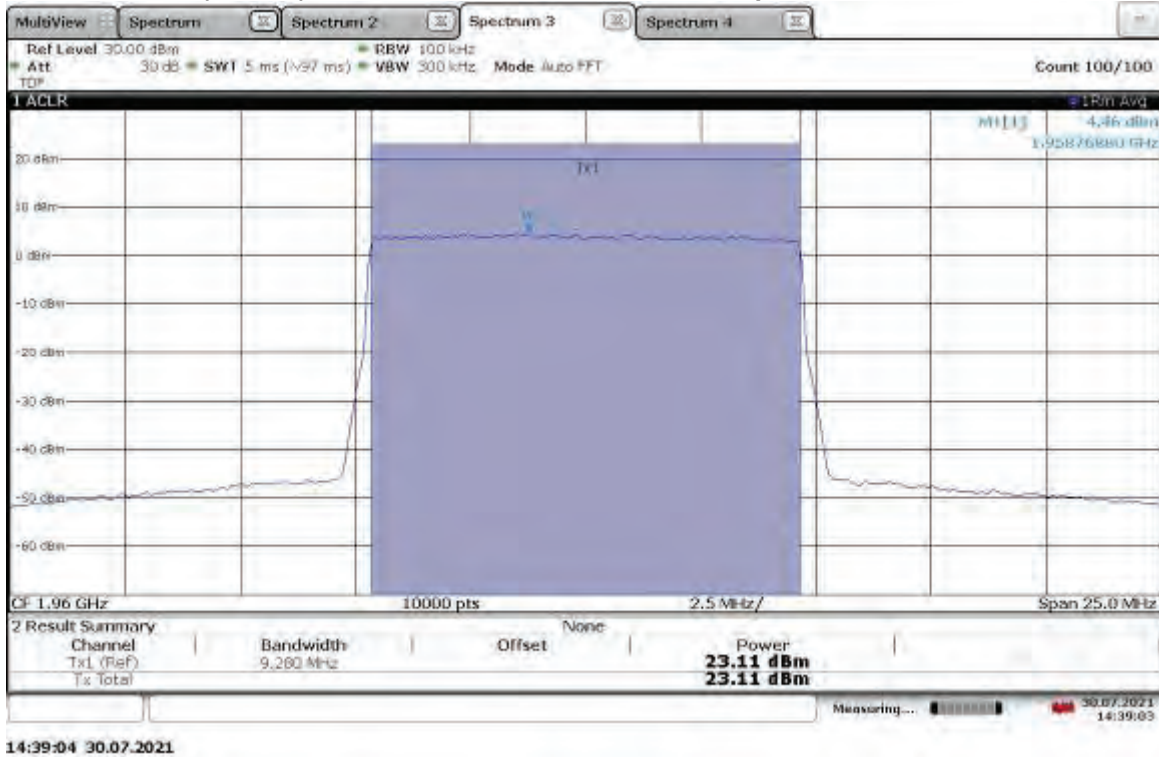 MultiView Spectrum Spectrum 2 Spectrum 3 Spectrum 4
Ref Level 30.00 dBm RBW 100 kHz
Att 30 dB SWT 5 ms (~97 ms) VBW 300 kHz Mode Auto FFT Count 100/100
TDF
1 ACLR 1Rm Avg
M1[1] 4.46 dBm
1.9587680 GHz
20 dBm
Tx1
10 dBm
M1
0 dBm
-10 dBm
-20 dBm
-30 dBm
-40 dBm
-50 dBm
-60 dBm
CF 1.96 GHz 10000 pts 2.5 MHz/ Span 25.0 MHz
2 Result Summary None
Channel Bandwidth Offset Power
Tx1 (Ref) 9.280 MHz 23.11 dBm
Tx Total 23.11 dBm
Measuring... 30.07.2021
14:39:03
14:39:04 30.07.2021